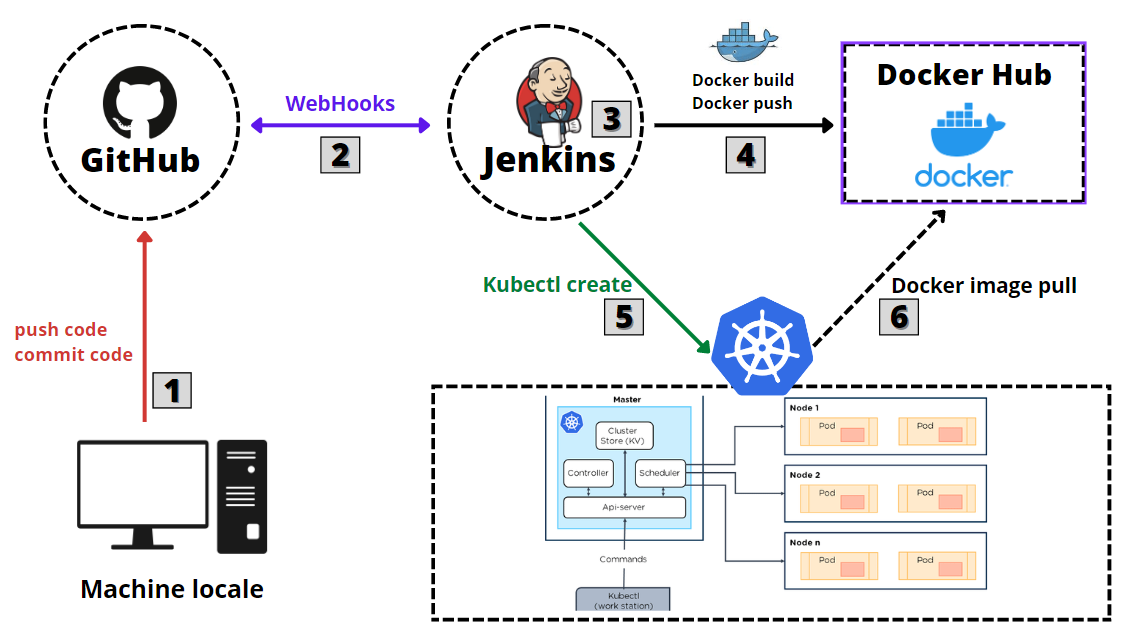 GitHub
WebHooks
2
Jenkins
3
Docker build
Docker push
4
Docker Hub
docker
push code
commit code
1
Machine locale
Kubectl create
5
Docker image pull
6
Master
Cluster
Store (KV)
Controller
Scheduler
Api-server
Commands
Kubectl
(work station)
Node 1
Pod
Pod
Node 2
Pod
Pod
Node n
Pod
Pod